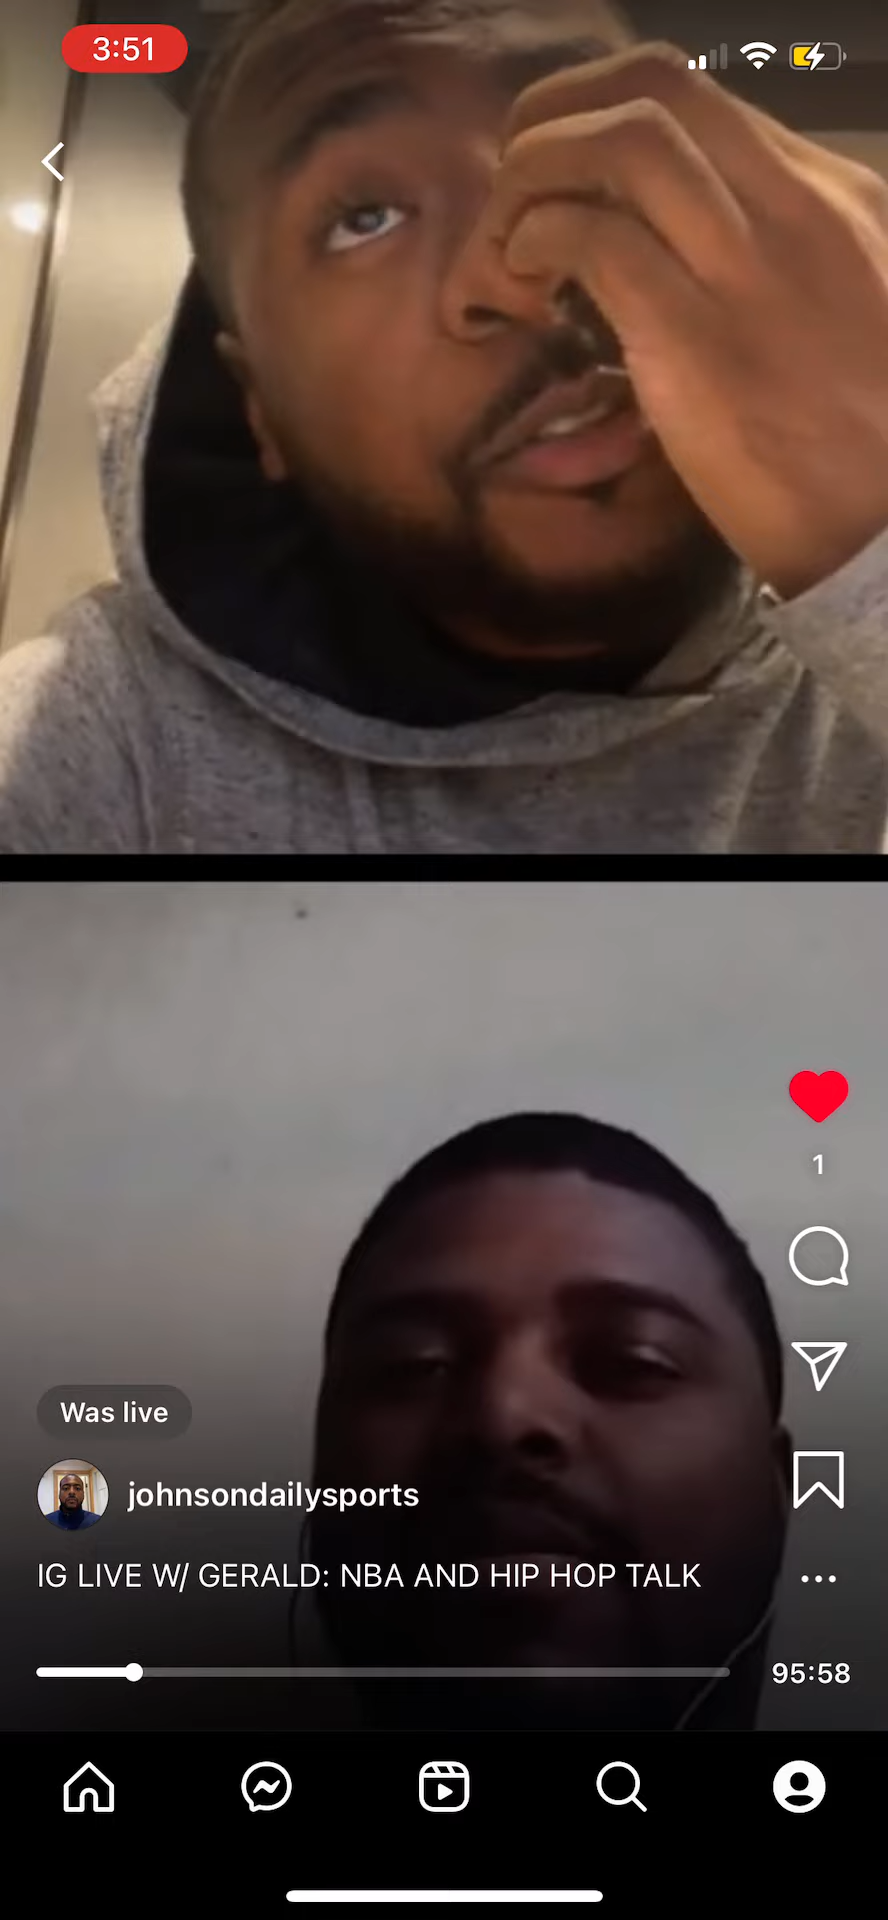 3:51
1
Was live
johnsondailysports
IG LIVE W/ GERALD: NBA AND HIP HOP TALK
95:58